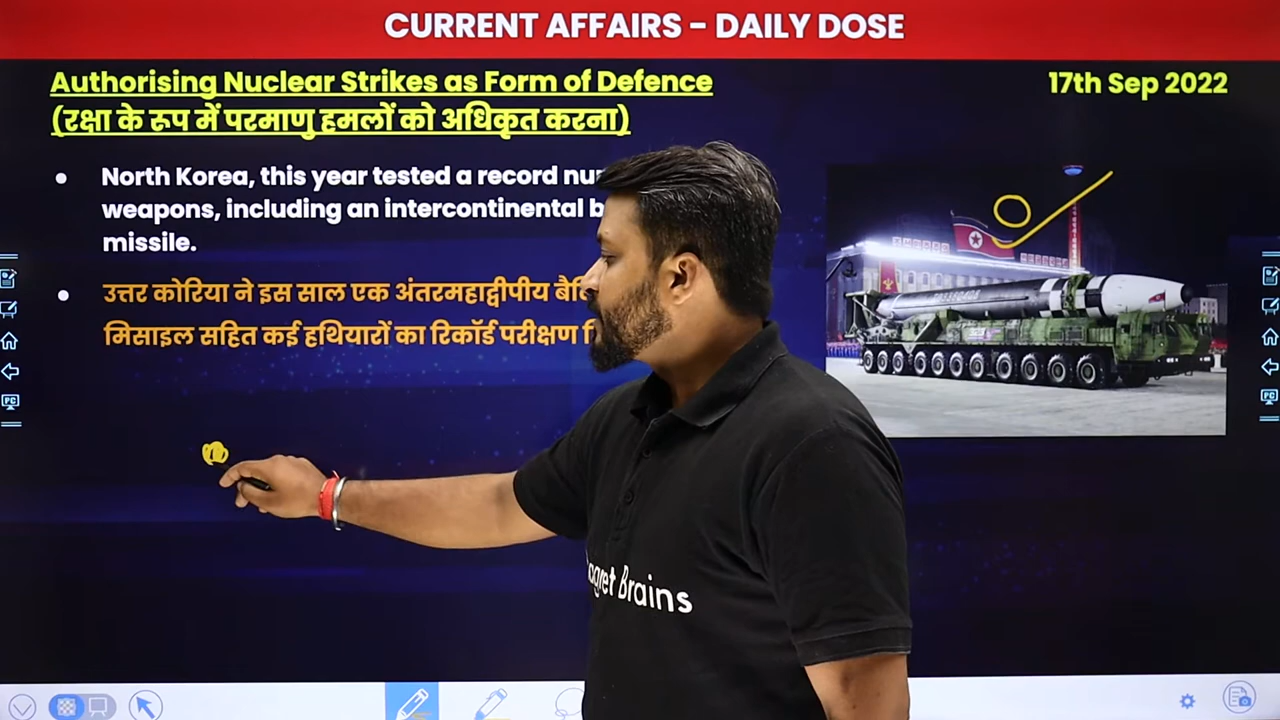 CURRENT AFFAIRS – DAILY DOSE
Authorising Nuclear Strikes as Form of Defence
17th Sep 2022
(रक्षा के रूप में परमाणु हमलों को अधिकृत करना)
North Korea, this year tested a record
weapons, including an intercontinental
missile.
उत्तर कोरिया ने इस साल एक अंतरमहाद्वीपीय
मिसाइल सहित कई हथियारों का रिकॉर्ड परीक्षण
Brains
PC
PC